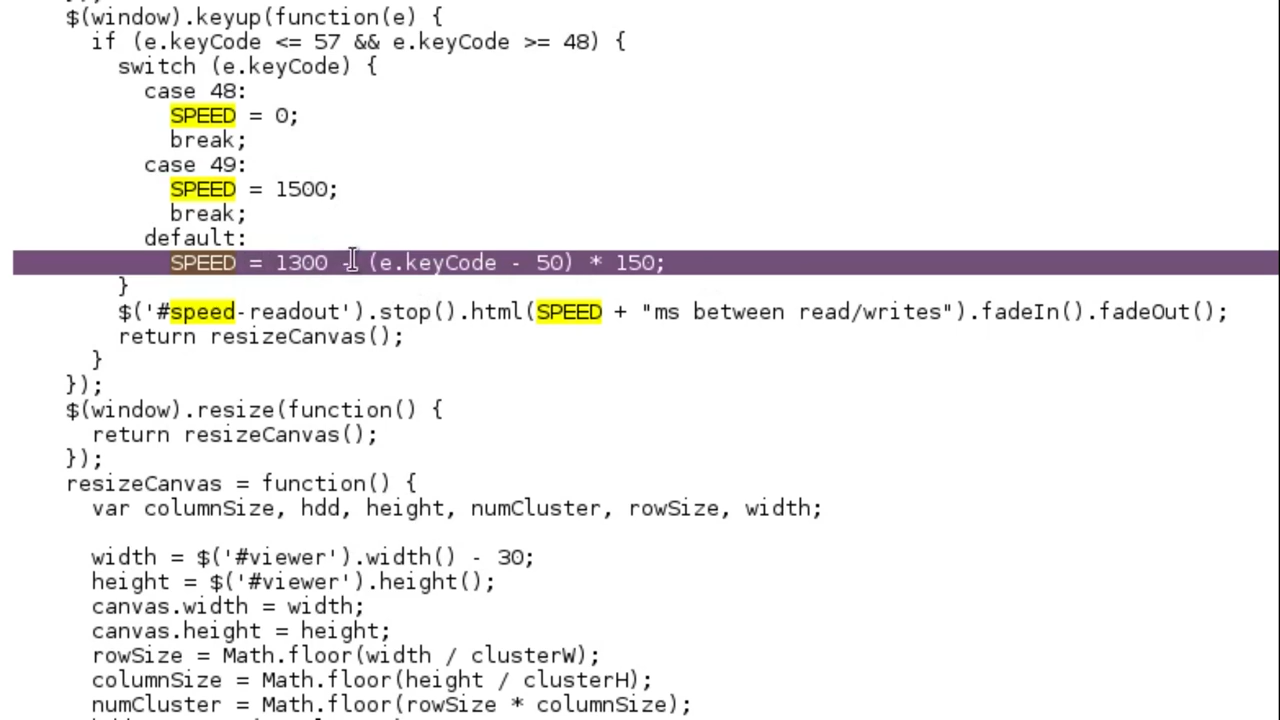 $(window).keyup(function(e) {
if (e.keyCode <= 57 && e.keyCode >= 48) {
switch (e.keyCode) {
case 48:
SPEED = 0;
break;
case 49:
SPEED = 1500;
break;
default:
SPEED = 1300 - (e.keyCode - 50) * 150;
}
$('#speed-readout').stop().html(SPEED + "ms between read/writes").fadeIn().fadeOut();
return resizeCanvas();
}
});
$(window).resize(function() {
return resizeCanvas();
});
resizeCanvas = function() {
var columnSize, hdd, height, numCluster, rowSize, width;
width = $('#viewer').width() - 30;
height = $('#viewer').height();
canvas.width = width;
canvas.height = height;
rowSize = Math.floor(width / clusterW);
columnSize = Math.floor(height / clusterH);
numCluster = Math.floor(rowSize * columnSize);